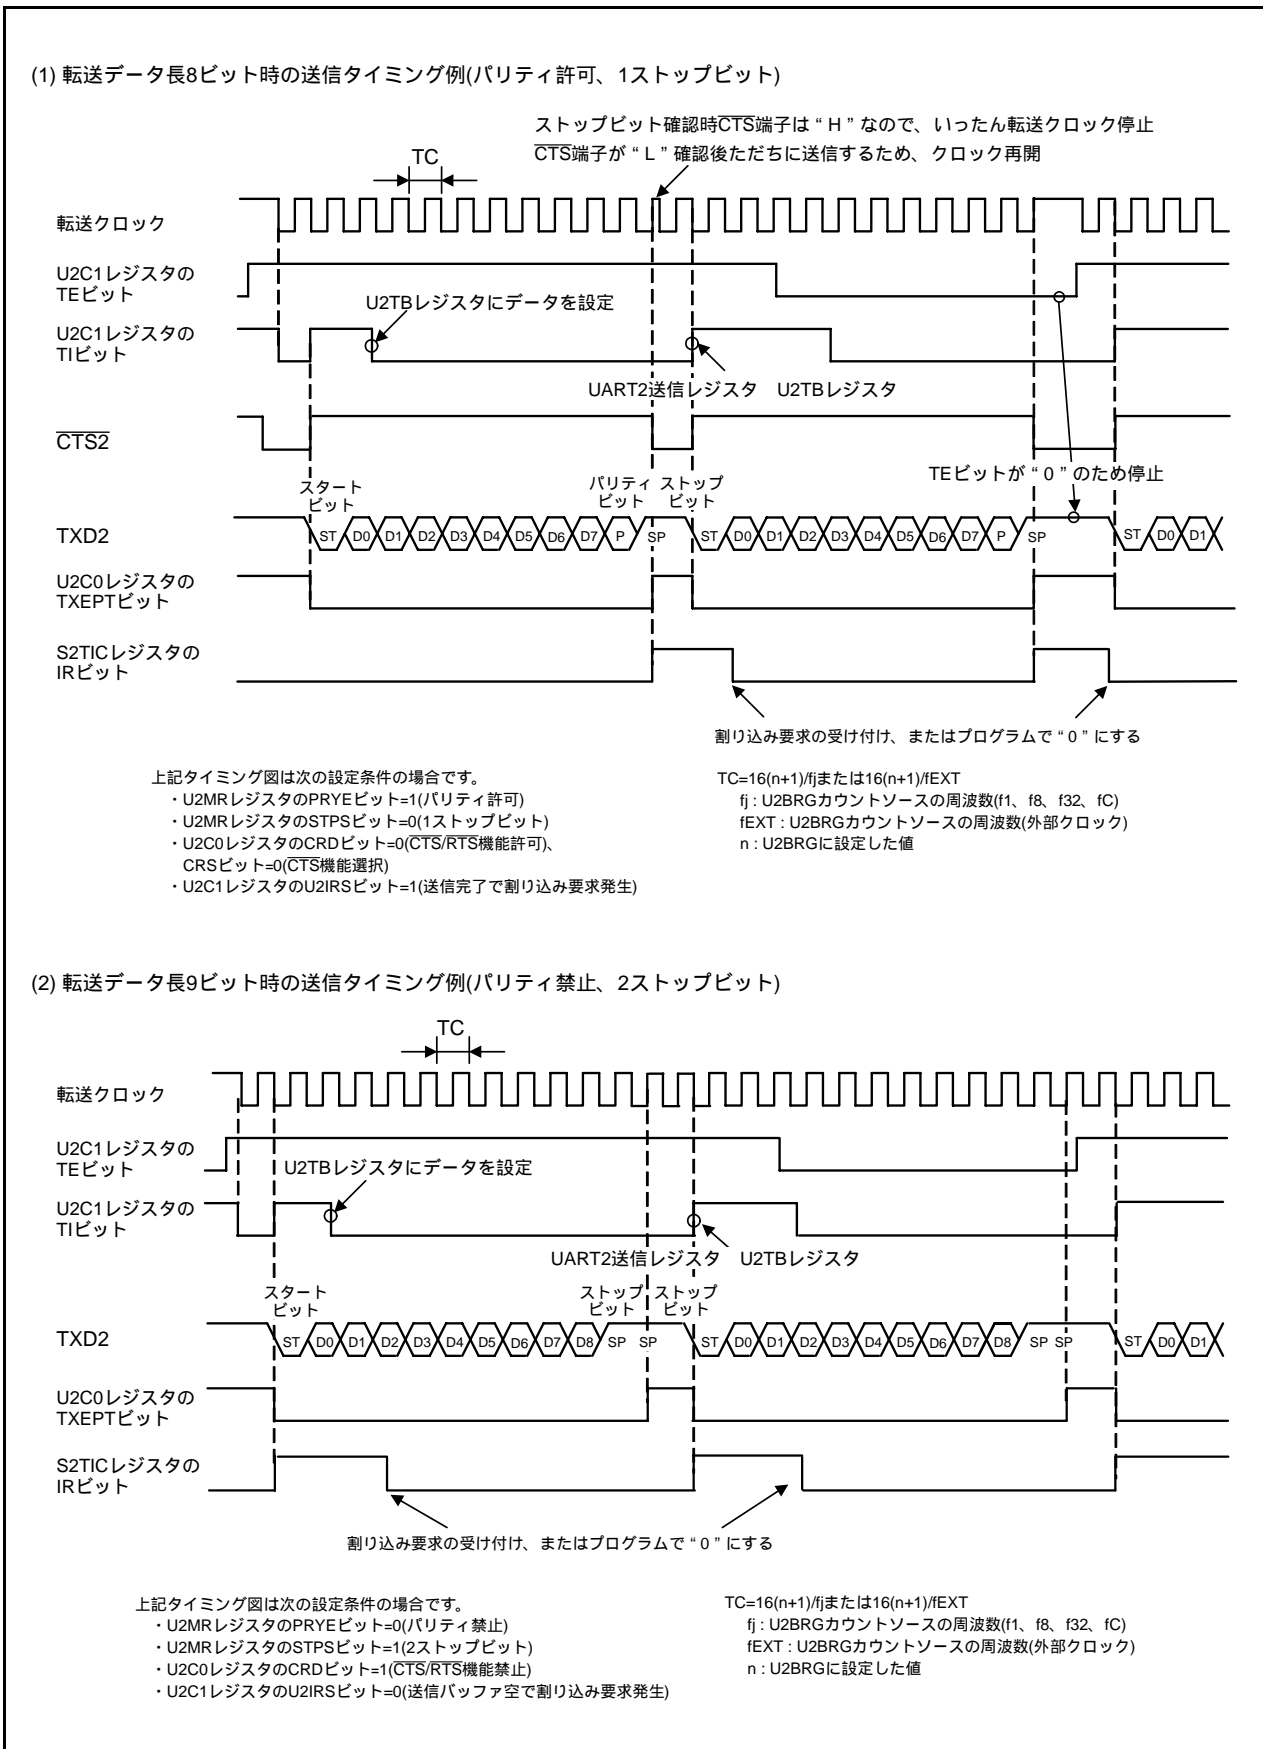 (1) 転送データ長8ビット時の送信タイミング例(パリティ許可、1ストップビット)
ストップビット確認時CTS端子は“H”なので、いったん転送クロック停止
CTS端子が“L”確認後ただちに送信するため、クロック再開
TC
転送クロック
U2C1レジスタの
TEビット
U2TBレジスタにデータを設定
U2C1レジスタの
TIビット
UART2送信レジスタ U2TBレジスタ
CTS2
TEビットが“0”のため停止
スタート
ビット
パリティ
ビット
ストップ
ビット
TXD2
ST D0 D1 D2 D3 D4 D5 D6 D7 P SP ST D0 D1 D2 D3 D4 D5 D6 D7 P SP ST D0 D1
U2C0レジスタの
TXEPTビット
S2TICレジスタの
IRビット
割り込み要求の受け付け、またはプログラムで“0”にする
上記タイミング図は次の設定条件の場合です。
・U2MRレジスタのPRYEビット=1(パリティ許可)
・U2MRレジスタのSTPSビット=0(1ストップビット)
・U2C0レジスタのCRDビット=0(CTS/RTS機能許可)、
CRSビット=0(CTS機能選択)
・U2C1レジスタのU2IRSビット=1(送信完了で割り込み要求発生)
TC=16(n+1)/fjまたは16(n+1)/fEXT
fj : U2BRGカウントソースの周波数(f1、f8、f32、fC)
fEXT : U2BRGカウントソースの周波数(外部クロック)
n : U2BRGに設定した値
(2) 転送データ長9ビット時の送信タイミング例(パリティ禁止、2ストップビット)
TC
転送クロック
U2C1レジスタの
TEビット
U2TBレジスタにデータを設定
U2C1レジスタの
TIビット
UART2送信レジスタ U2TBレジスタ
スタート
ビット
ストップ
ビット
ストップ
ビット
TXD2
ST D0 D1 D2 D3 D4 D5 D6 D7 D8 SP SP ST D0 D1 D2 D3 D4 D5 D6 D7 D8 SP SP ST D0 D1
U2C0レジスタの
TXEPTビット
S2TICレジスタの
IRビット
割り込み要求の受け付け、またはプログラムで“0”にする
上記タイミング図は次の設定条件の場合です。
・U2MRレジスタのPRYEビット=0(パリティ禁止)
・U2MRレジスタのSTPSビット=1(2ストップビット)
・U2C0レジスタのCRDビット=1(CTS/RTS機能禁止)
・U2C1レジスタのU2IRSビット=0(送信バッファ空で割り込み要求発生)
TC=16(n+1)/fjまたは16(n+1)/fEXT
fj : U2BRGカウントソースの周波数(f1、f8、f32、fC)
fEXT : U2BRGカウントソースの周波数(外部クロック)
n : U2BRGに設定した値